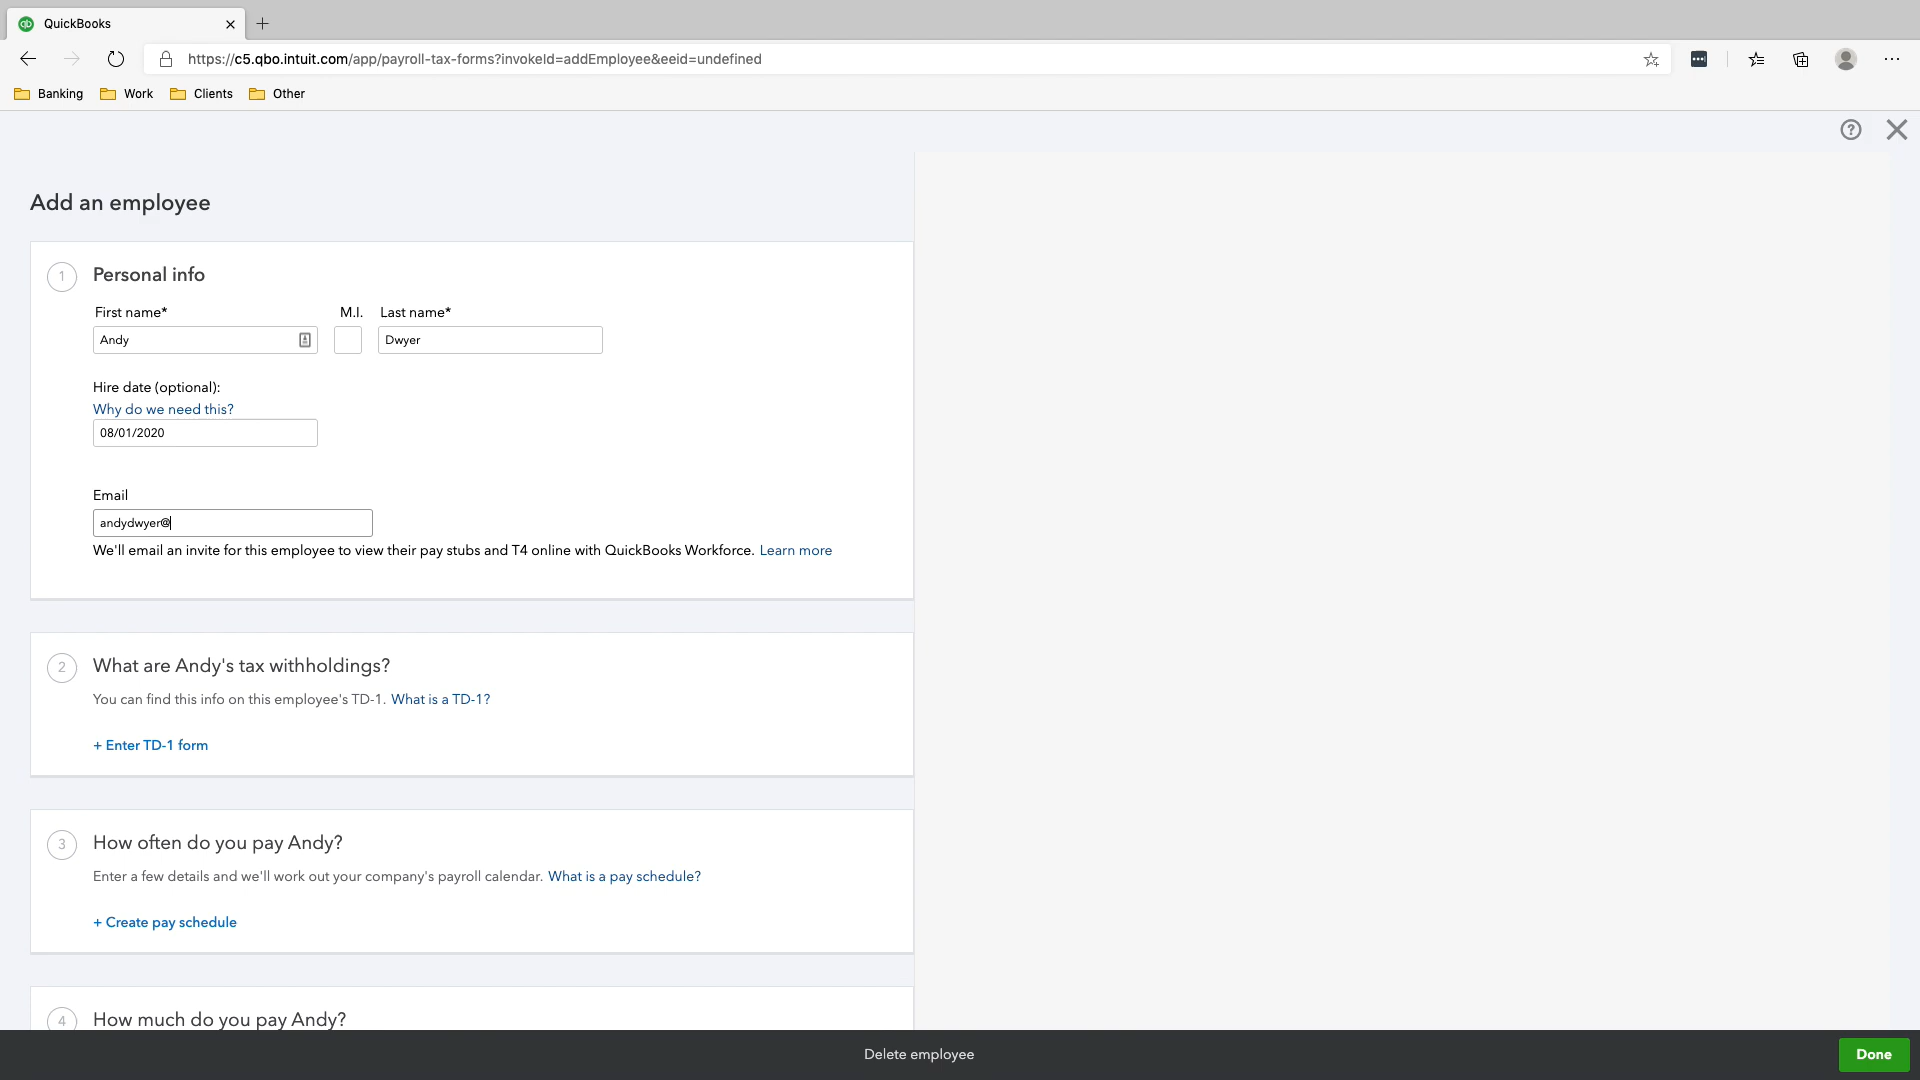 QuickBooks
https://c5.qbo.intuit.com/app/payroll-tax-forms?invokeId=addEmployee&eeid=undefined
Banking Work Clients Other
Add an employee
1 Personal info
First name* M.I. Last name*
Andy Dwyer
Hire date (optional):
Why do we need this?
08/01/2020
Email
andydwyer@
We'll email an invite for this employee to view their pay stubs and T4 online with QuickBooks Workforce. Learn more
2 What are Andy's tax withholdings?
You can find this info on this employee's TD-1. What is a TD-1?
+ Enter TD-1 form
3 How often do you pay Andy?
Enter a few details and we'll work out your company's payroll calendar. What is a pay schedule?
+ Create pay schedule
4 How much do you pay Andy?
Delete employee Done